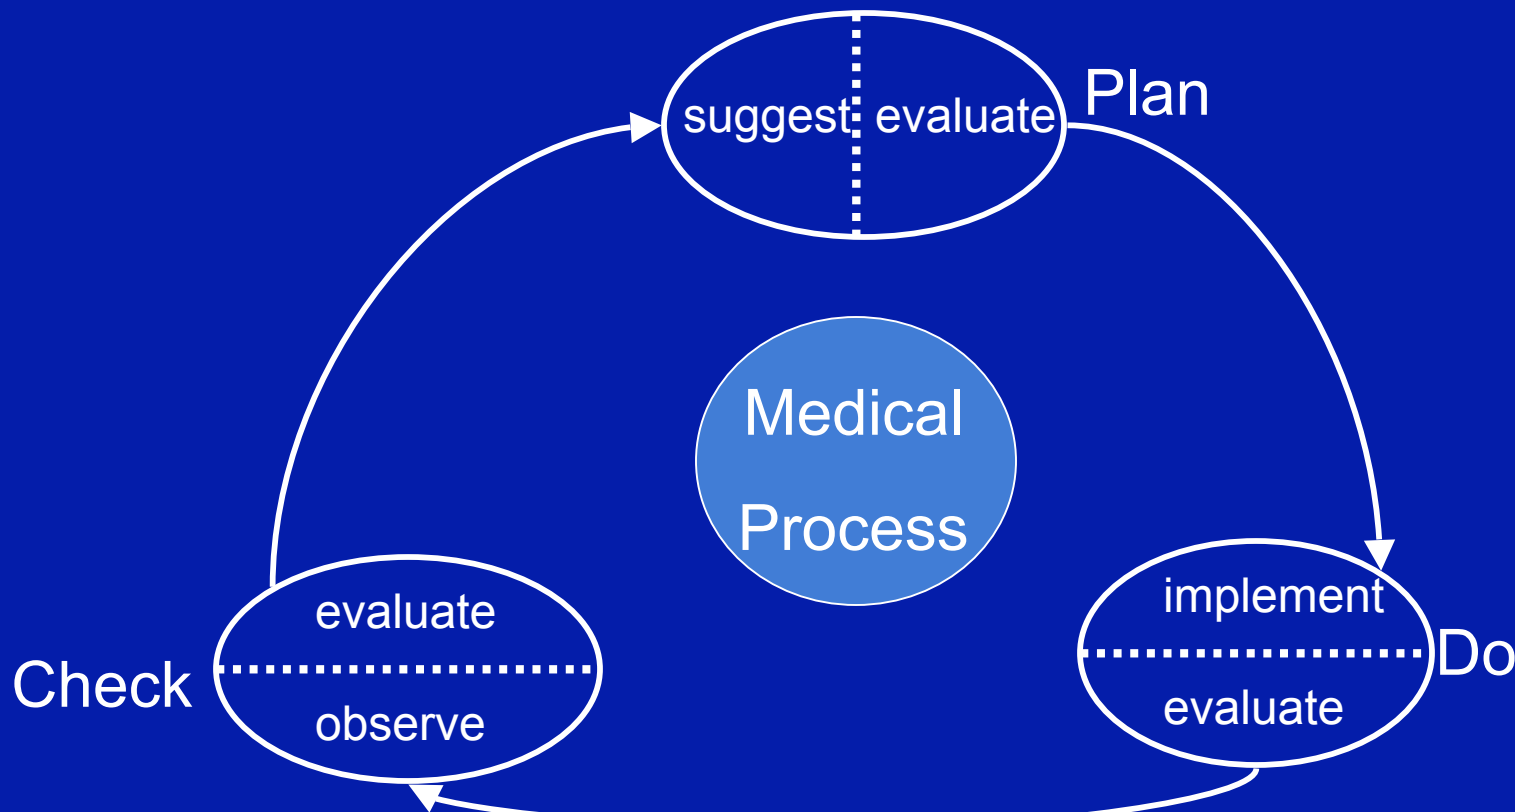 suggest evaluate
Plan
Medical
Process
implement
Do
evaluate
evaluate
Check
observe